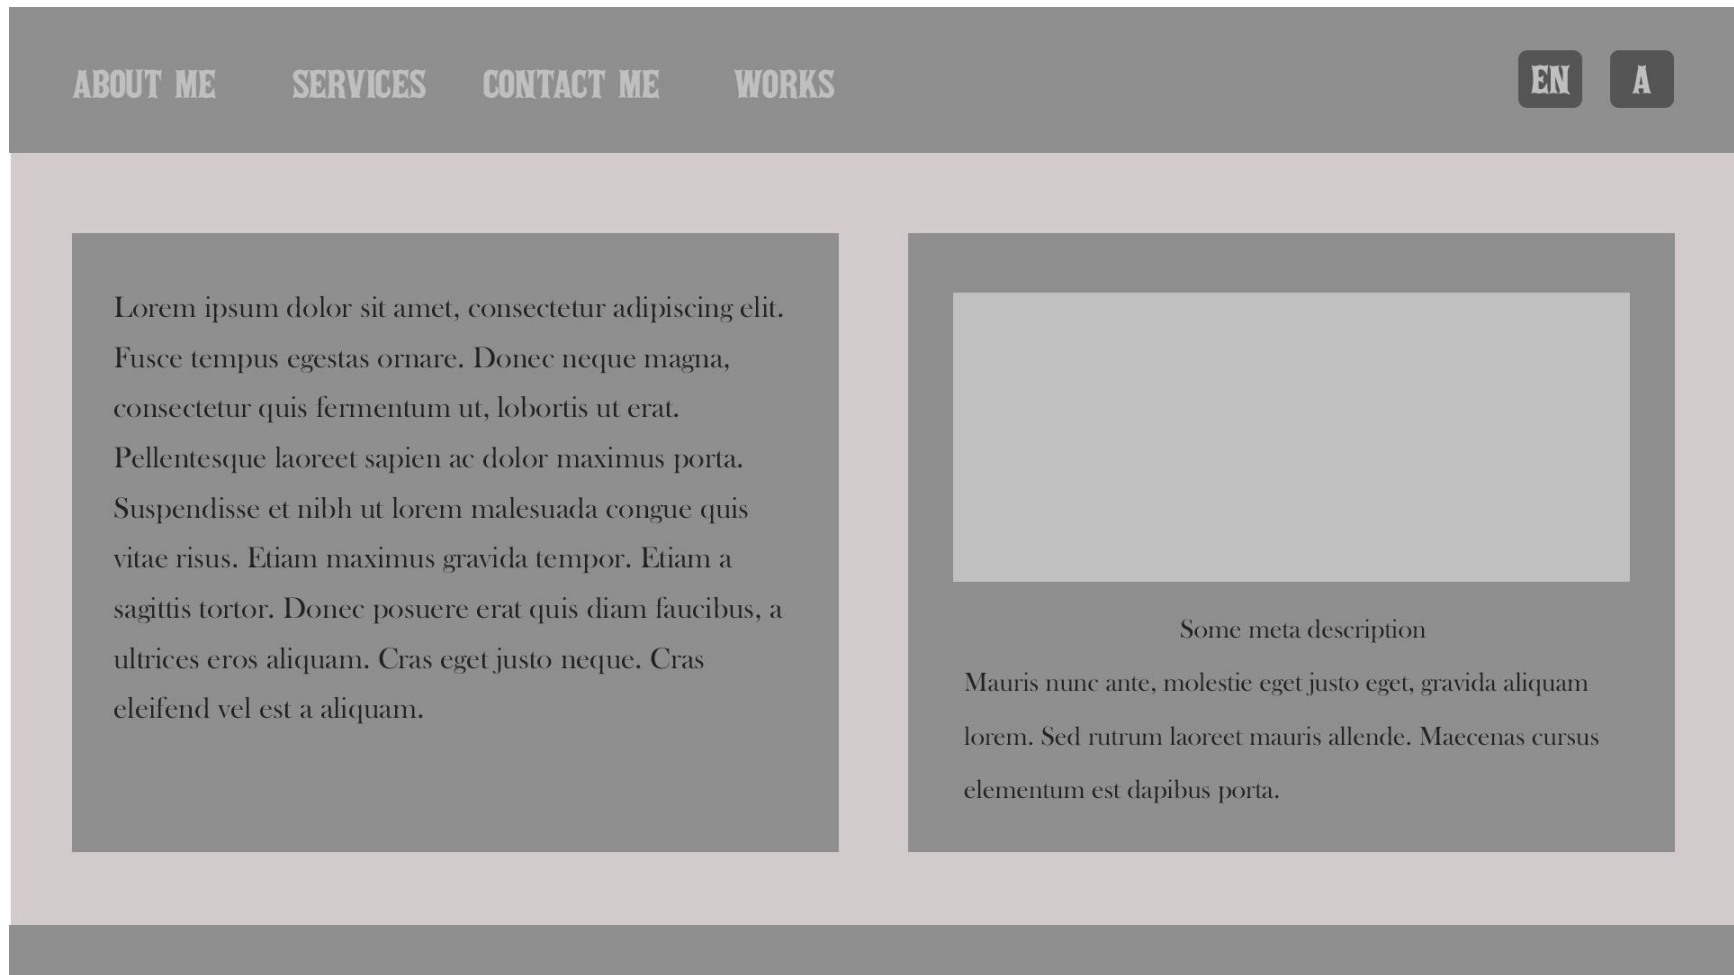 ABOUT ME SERVICES CONTACT ME WORKS EN A
Lorem ipsum dolor sit amet, consectetur adipiscing elit.
Fusce tempus egestas ornare. Donec neque magna,
consectetur quis fermentum ut, lobortis ut erat.
Pellentesque laoreet sapien ac dolor maximus porta.
Suspendisse et nibh ut lorem malesuada congue quis
vitae risus. Etiam maximus gravida tempor. Etiam a
sagittis tortor. Donec posuere erat quis diam faucibus, a
ultrices eros aliquam. Cras eget justo neque. Cras
eleifend vel est a aliquam.
Some meta description
Mauris nunc ante, molestie eget justo eget, gravida aliquam
lorem. Sed rutrum laoreet mauris allende. Maecenas cursus
elementum est dapibus porta.